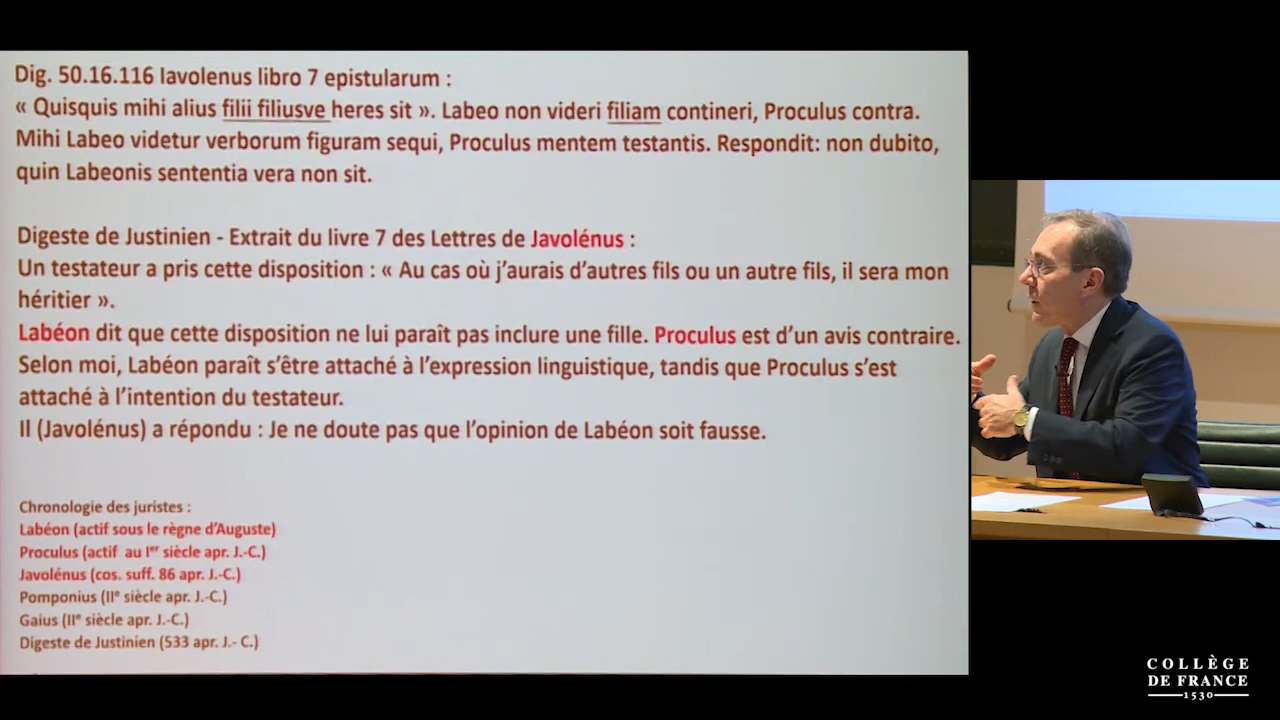 Dig. 50.16.116 Iavolenus libro 7 epistularum :
« Quisquis mihi alius filii filiusve heres sit ». Labeo non videri filiam contineri, Proculus contra.
Mihi Labeo videtur verborum figuram sequi, Proculus mentem testantis. Respondit: non dubito,
quin Labeonis sententia vera non sit.
Digeste de Justinien - Extrait du livre 7 des Lettres de Javolénus :
Un testateur a pris cette disposition : « Au cas où j’aurais d’autres fils ou un autre fils, il sera mon
héritier ».
Labéon dit que cette disposition ne lui paraît pas inclure une fille. Proculus est d’un avis contraire.
Selon moi, Labéon paraît s’être attaché à l’expression linguistique, tandis que Proculus s’est
attaché à l’intention du testateur.
Il (Javolénus) a répondu : Je ne doute pas que l’opinion de Labéon soit fausse.
Chronologie des juristes :
Labéon (actif sous le règne d’Auguste)
Proculus (actif au Ier siècle apr. J.-C.)
Javolénus (cos. suff. 86 apr. J.-C.)
Pomponius (IIe siècle apr. J.-C.)
Gaius (IIe siècle apr. J.-C.)
Digeste de Justinien (533 apr. J.- C.)
COLLÈGE
DE FRANCE
1530